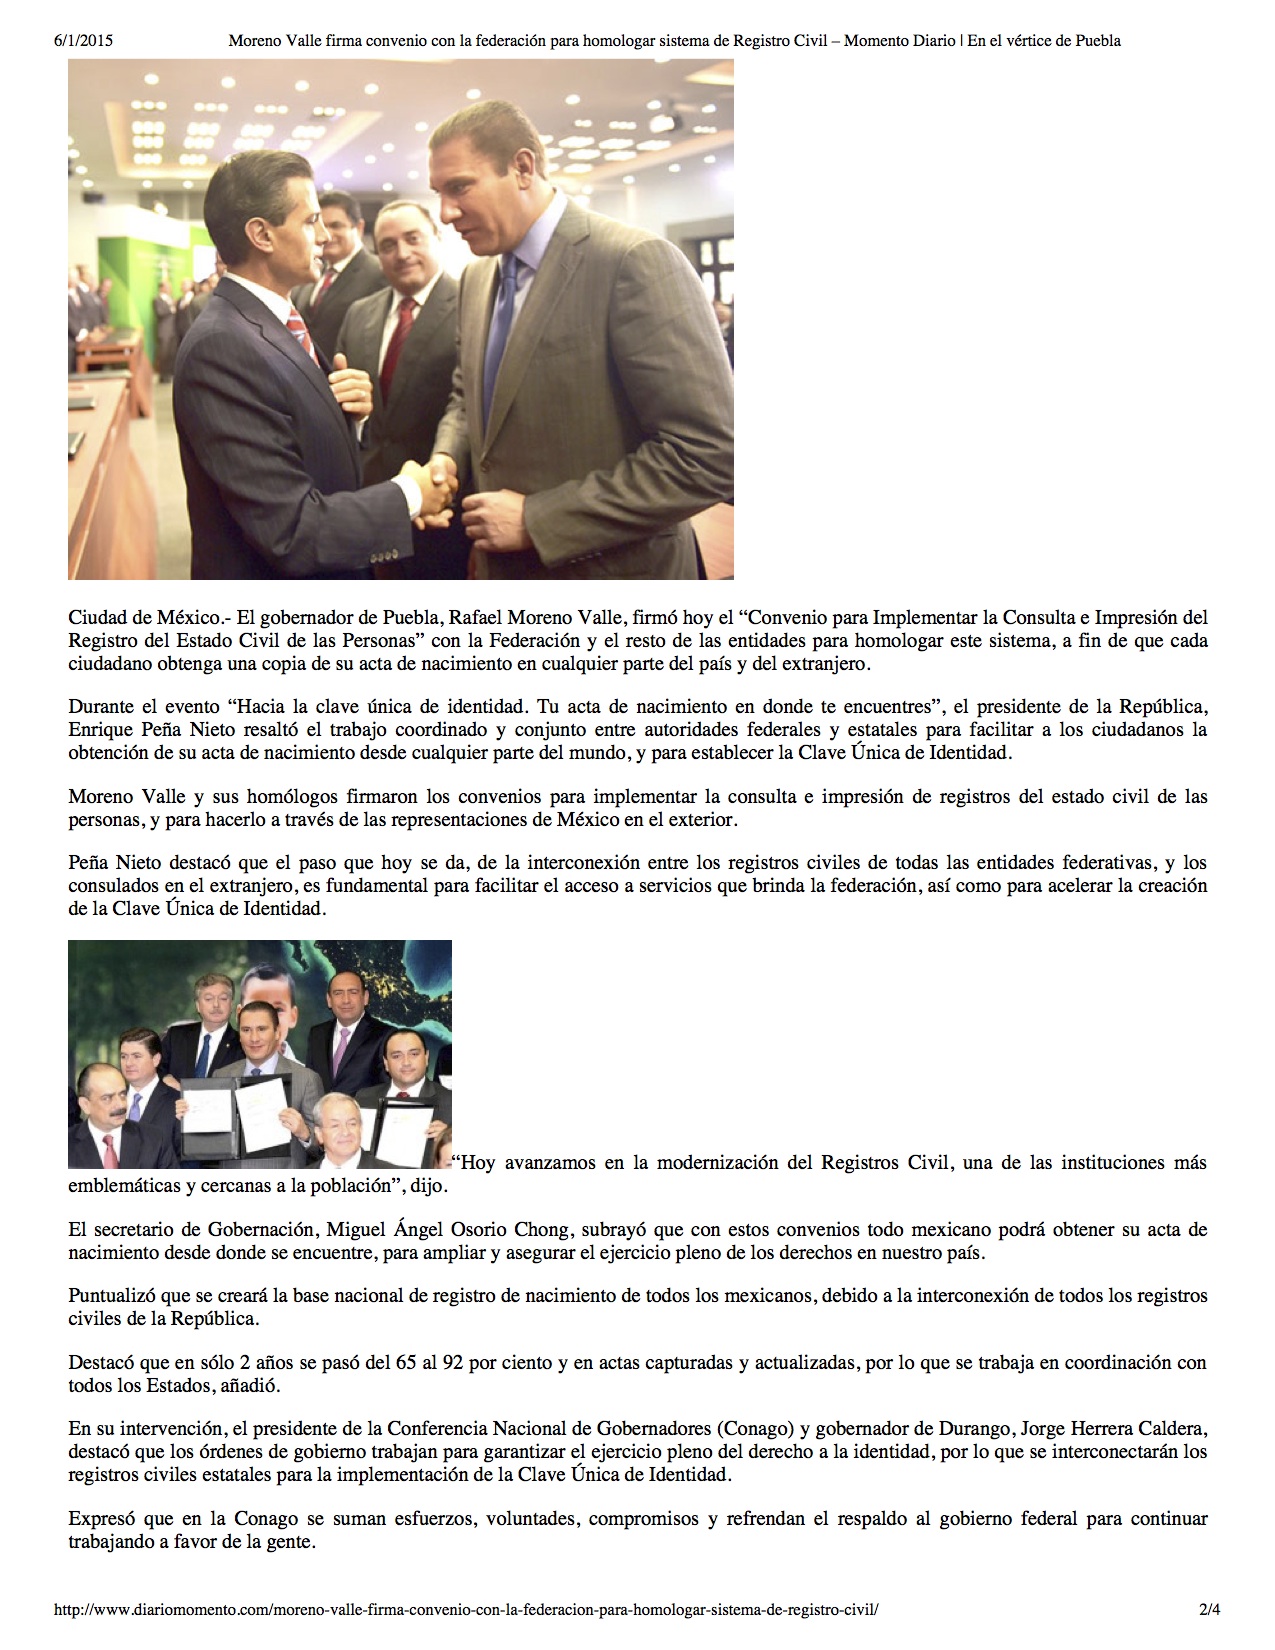 6/1/2015 Moreno Valle firma convenio con la federación para homologar sistema de Registro Civil – Momento Diario | En el vértice de Puebla
Ciudad de México.- El gobernador de Puebla, Rafael Moreno Valle, firmó hoy el “Convenio para Implementar la Consulta e Impresión del
Registro del Estado Civil de las Personas” con la Federación y el resto de las entidades para homologar este sistema, a fin de que cada
ciudadano obtenga una copia de su acta de nacimiento en cualquier parte del país y del extranjero.
Durante el evento “Hacia la clave única de identidad. Tu acta de nacimiento en donde te encuentres”, el presidente de la República,
Enrique Peña Nieto resaltó el trabajo coordinado y conjunto entre autoridades federales y estatales para facilitar a los ciudadanos la
obtención de su acta de nacimiento desde cualquier parte del mundo, y para establecer la Clave Única de Identidad.
Moreno Valle y sus homólogos firmaron los convenios para implementar la consulta e impresión de registros del estado civil de las
personas, y para hacerlo a través de las representaciones de México en el exterior.
Peña Nieto destacó que el paso que hoy se da, de la interconexión entre los registros civiles de todas las entidades federativas, y los
consulados en el extranjero, es fundamental para facilitar el acceso a servicios que brinda la federación, así como para acelerar la creación
de la Clave Única de Identidad.
“Hoy avanzamos en la modernización del Registros Civil, una de las instituciones más
emblemáticas y cercanas a la población”, dijo.
El secretario de Gobernación, Miguel Ángel Osorio Chong, subrayó que con estos convenios todo mexicano podrá obtener su acta de
nacimiento desde donde se encuentre, para ampliar y asegurar el ejercicio pleno de los derechos en nuestro país.
Puntualizó que se creará la base nacional de registro de nacimiento de todos los mexicanos, debido a la interconexión de todos los registros
civiles de la República.
Destacó que en sólo 2 años se pasó del 65 al 92 por ciento y en actas capturadas y actualizadas, por lo que se trabaja en coordinación con
todos los Estados, añadió.
En su intervención, el presidente de la Conferencia Nacional de Gobernadores (Conago) y gobernador de Durango, Jorge Herrera Caldera,
destacó que los órdenes de gobierno trabajan para garantizar el ejercicio pleno del derecho a la identidad, por lo que se interconectarán los
registros civiles estatales para la implementación de la Clave Única de Identidad.
Expresó que en la Conago se suman esfuerzos, voluntades, compromisos y refrendan el respaldo al gobierno federal para continuar
trabajando a favor de la gente.
http://www.diariomomento.com/moreno-valle-firma-convenio-con-la-federacion-para-homologar-sistema-de-registro-civil/ 2/4